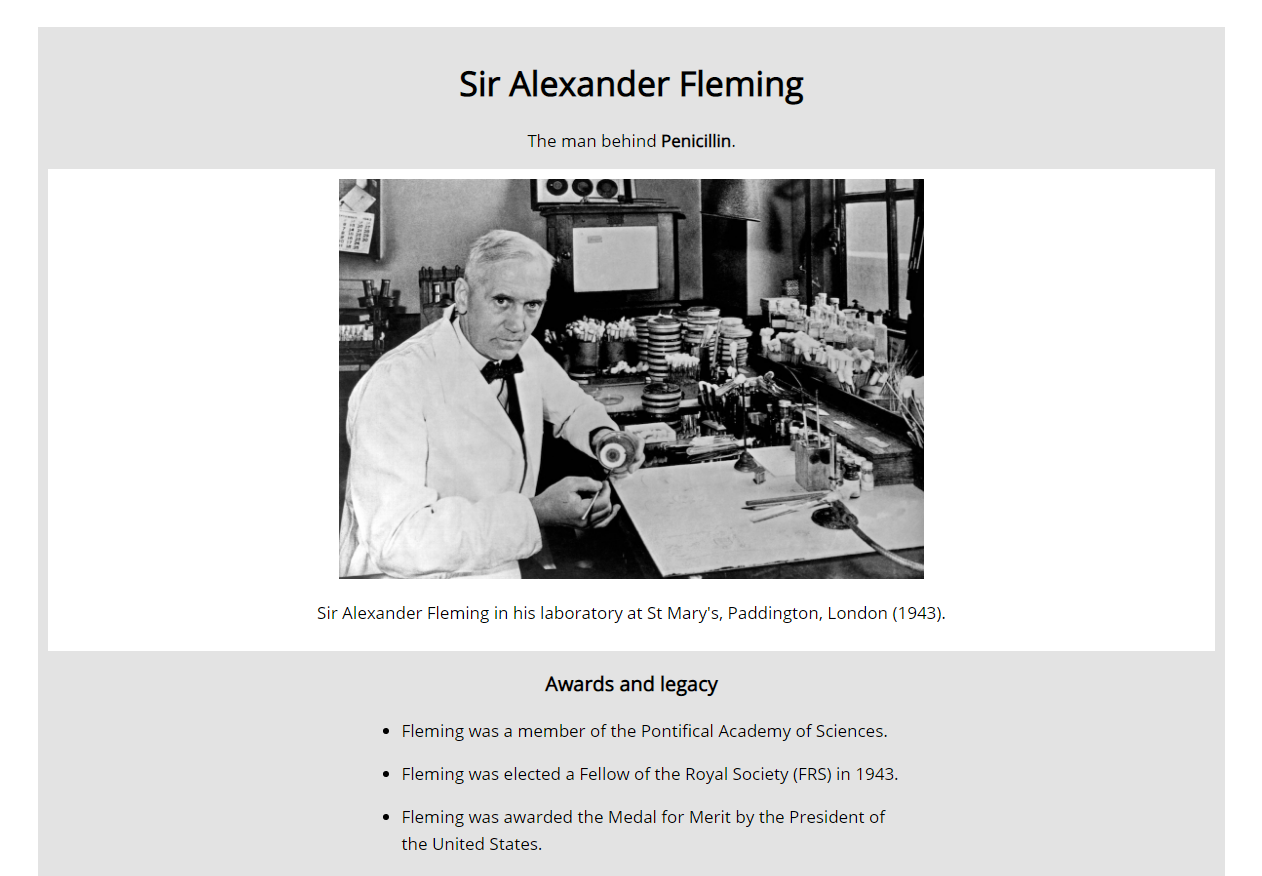 Sir Alexander Fleming
The man behind Penicillin.
Sir Alexander Fleming in his laboratory at St Mary's, Paddington, London (1943).
Awards and legacy
Fleming was a member of the Pontifical Academy of Sciences.
Fleming was elected a Fellow of the Royal Society (FRS) in 1943.
Fleming was awarded the Medal for Merit by the President of
the United States.